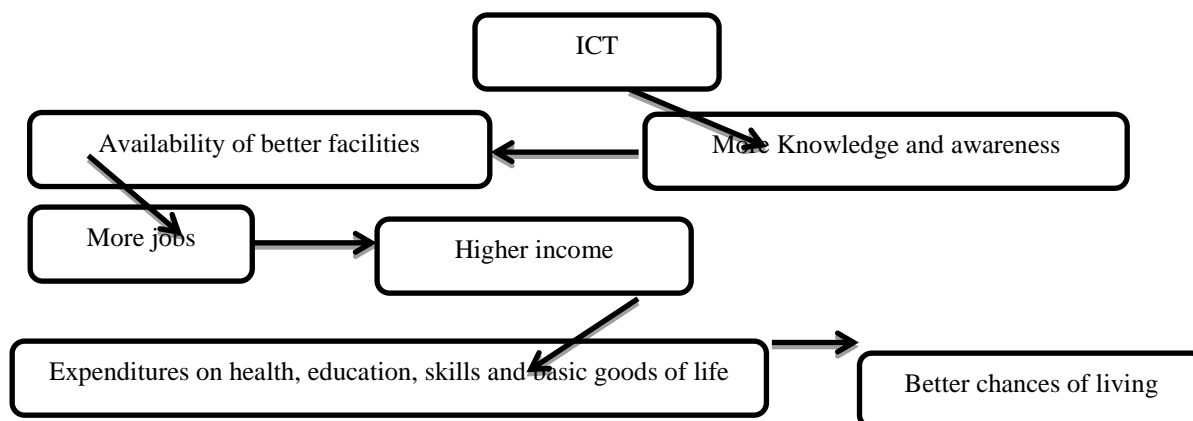 ICT
Availability of better facilities
More Knowledge and awareness
More jobs
Higher income
Expenditures on health, education, skills and basic goods of life
Better chances of living